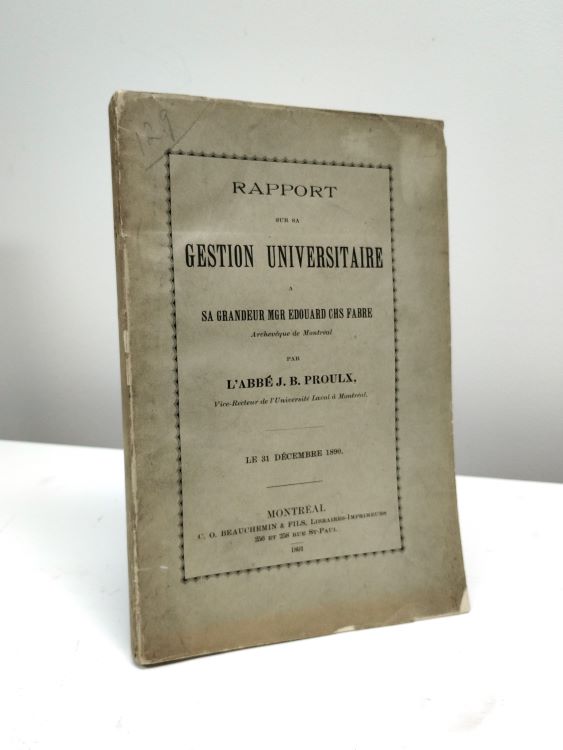 129
RAPPORT
SUR SA
GESTION UNIVERSITAIRE
A
SA GRANDEUR MGR EDOUARD CHS FABRE
Archevêque de Montréal
PAR
L'ABBÉ J. B. PROULX,
Vice-Recteur de l'Université Laval à Montréal.
LE 31 DÉCEMBRE 1890.
MONTRÉAL
C. O. BEAUCHEMIN & FILS, LIBRAIRES-IMPRIMEURS
256 ET 258 RUE ST-PAUL
1891